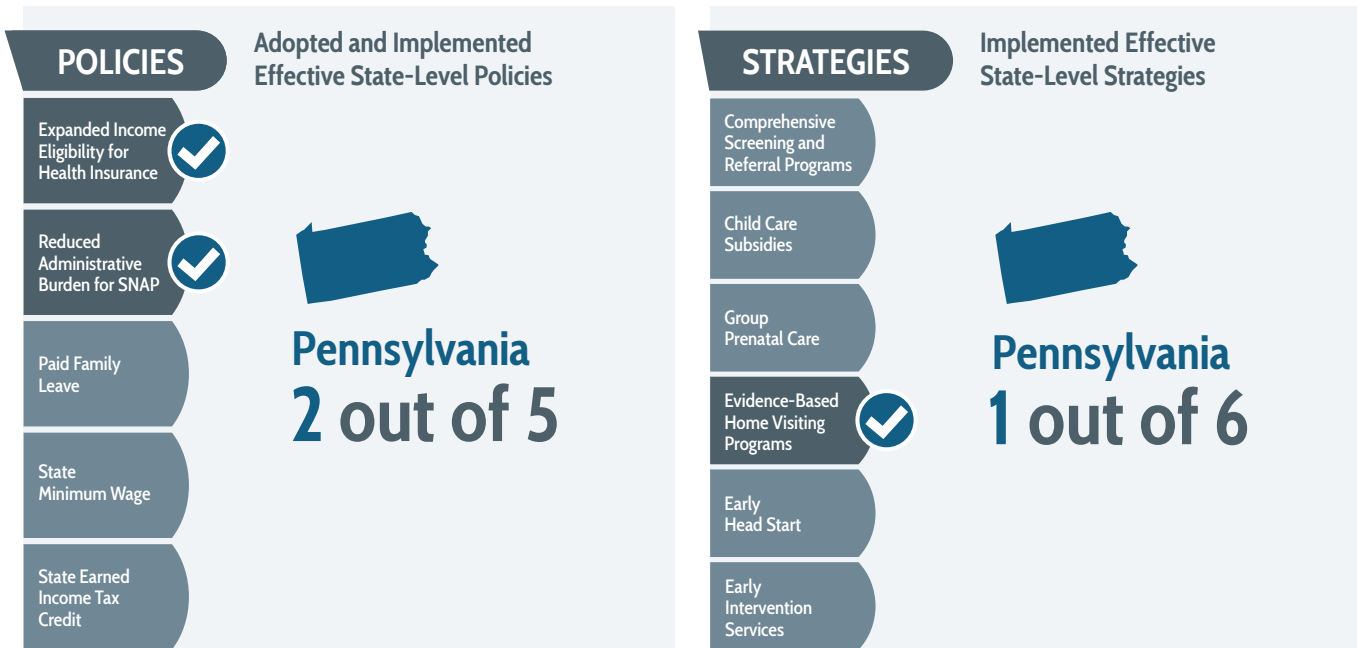 POLICIES
Adopted and Implemented
Effective State-Level Policies
Expanded Income
Eligibility for
Health Insurance
Reduced
Administrative
Burden for SNAP
Paid Family
Leave
State
Minimum Wage
State Earned
Income Tax
Credit
Pennsylvania
2 out of 5
STRATEGIES
Implemented Effective
State-Level Strategies
Comprehensive
Screening and
Referral Programs
Child Care
Subsidies
Group
Prenatal Care
Evidence-Based
Home Visiting
Programs
Early
Head Start
Early
Intervention
Services
Pennsylvania
1 out of 6